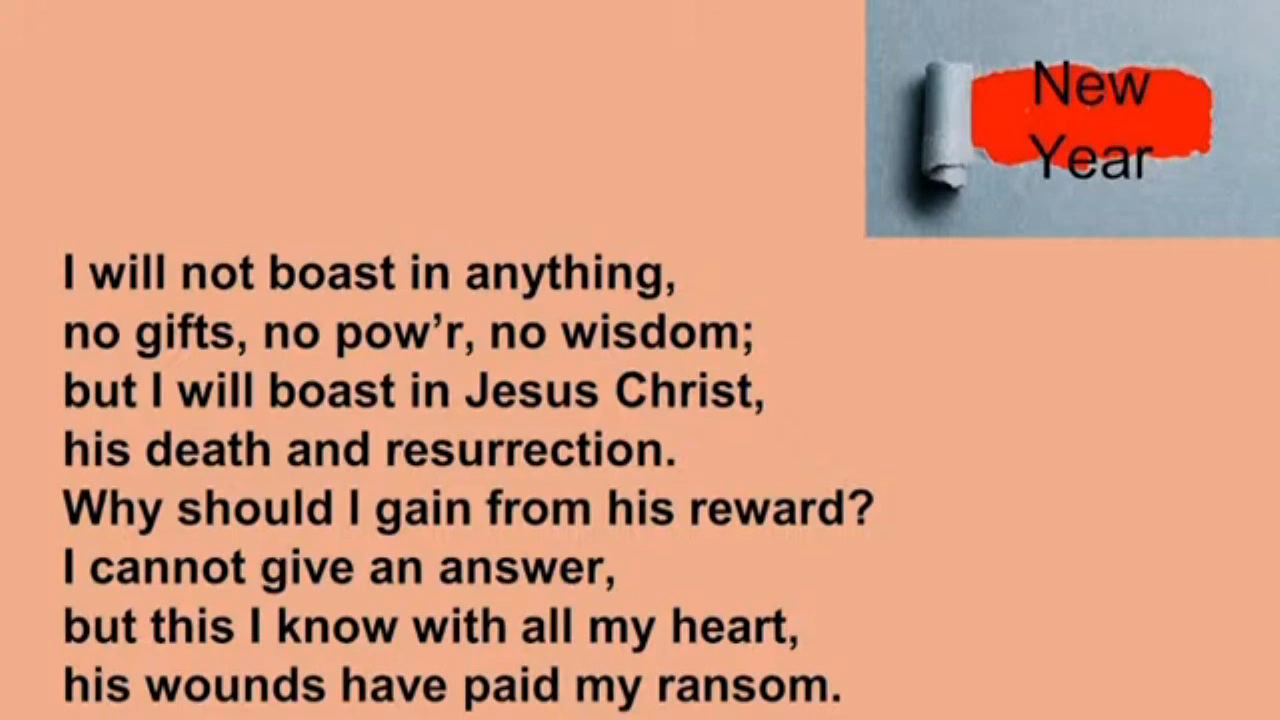 New
Year
I will not boast in anything,
no gifts, no pow’r, no wisdom;
but I will boast in Jesus Christ,
his death and resurrection.
Why should I gain from his reward?
I cannot give an answer,
but this I know with all my heart,
his wounds have paid my ransom.